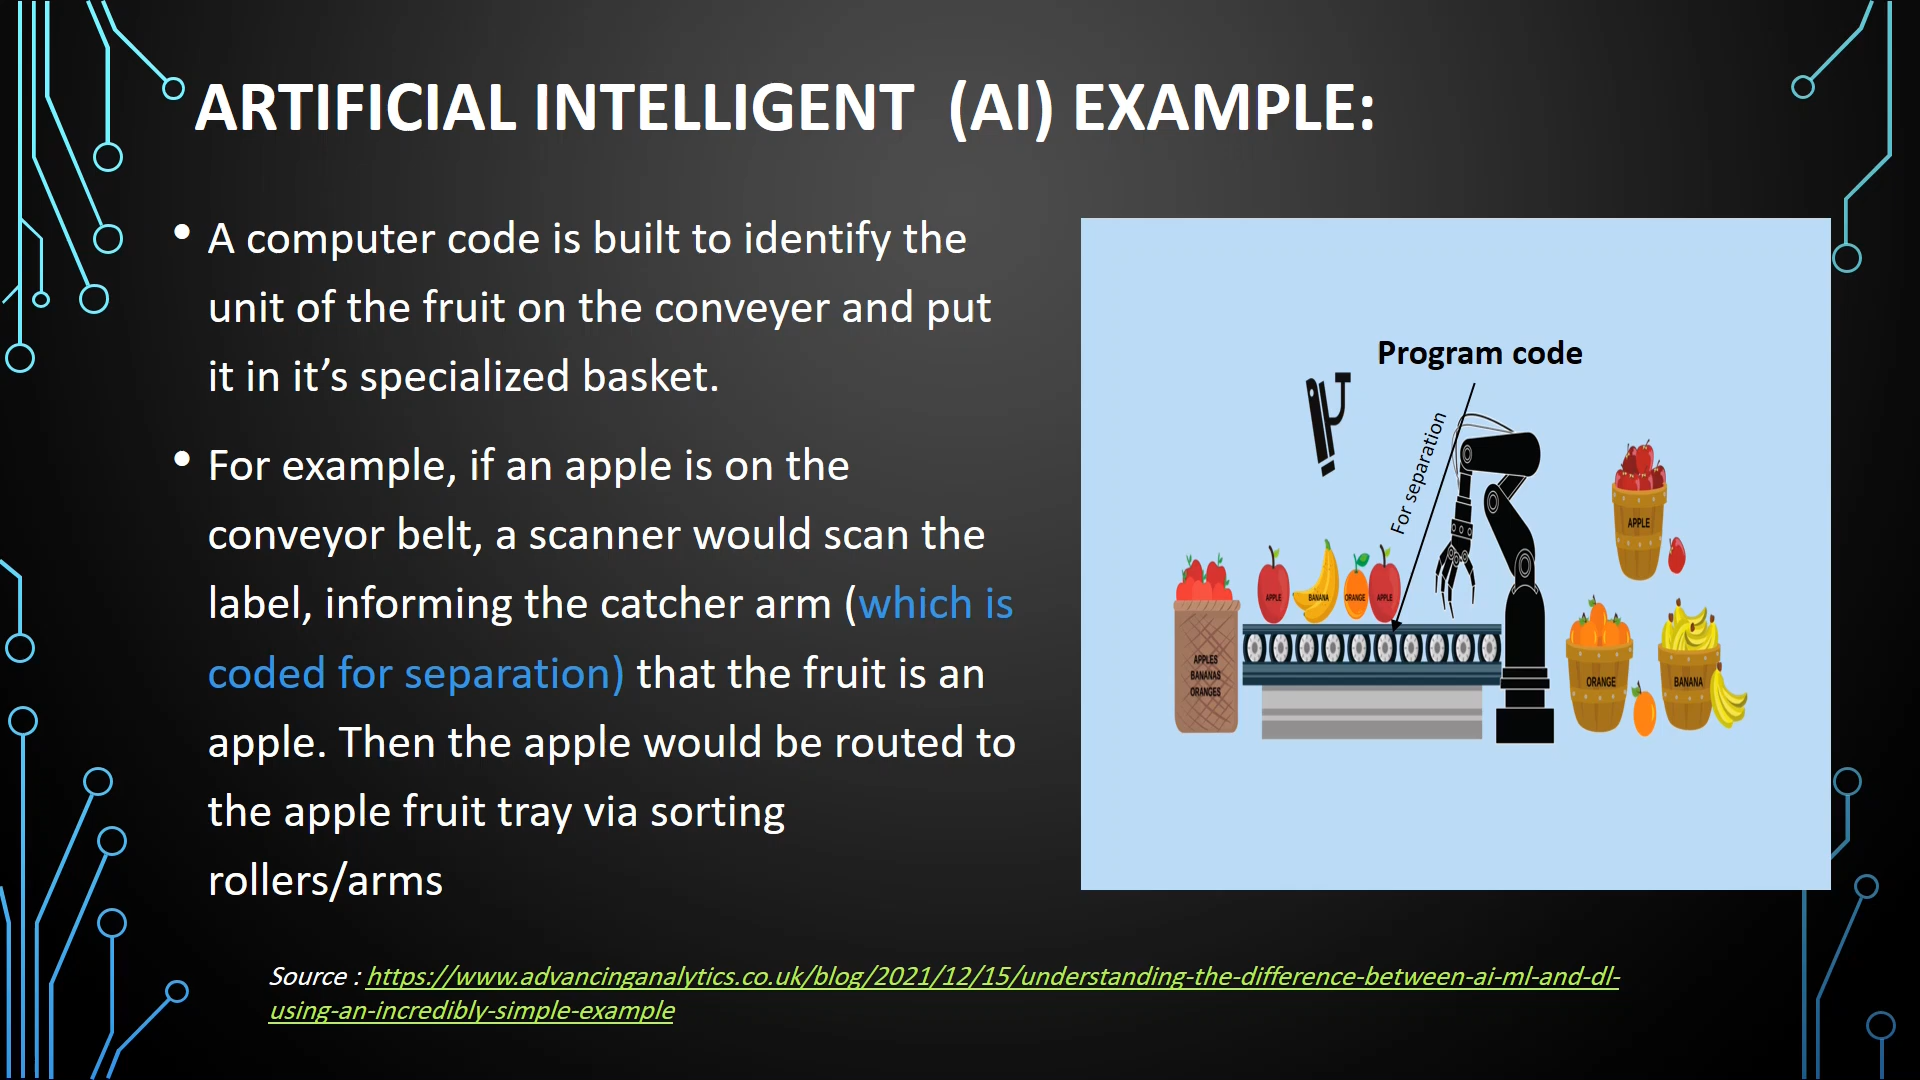 ARTIFICIAL INTELLIGENT (AI) EXAMPLE:
• A computer code is built to identify the
unit of the fruit on the conveyer and put
it in it’s specialized basket.
• For example, if an apple is on the
conveyor belt, a scanner would scan the
label, informing the catcher arm (which is
coded for separation) that the fruit is an
apple. Then the apple would be routed to
the apple fruit tray via sorting
rollers/arms
Program code
For separation
APPLE
APPLE
BANANA
ORANGE
APPLE
APPLES
BANANAS
ORANGES
ORANGE
BANANA
Source : https://www.advancinganalytics.co.uk/blog/2021/12/15/understanding-the-difference-between-ai-ml-and-dl-
using-an-incredibly-simple-example